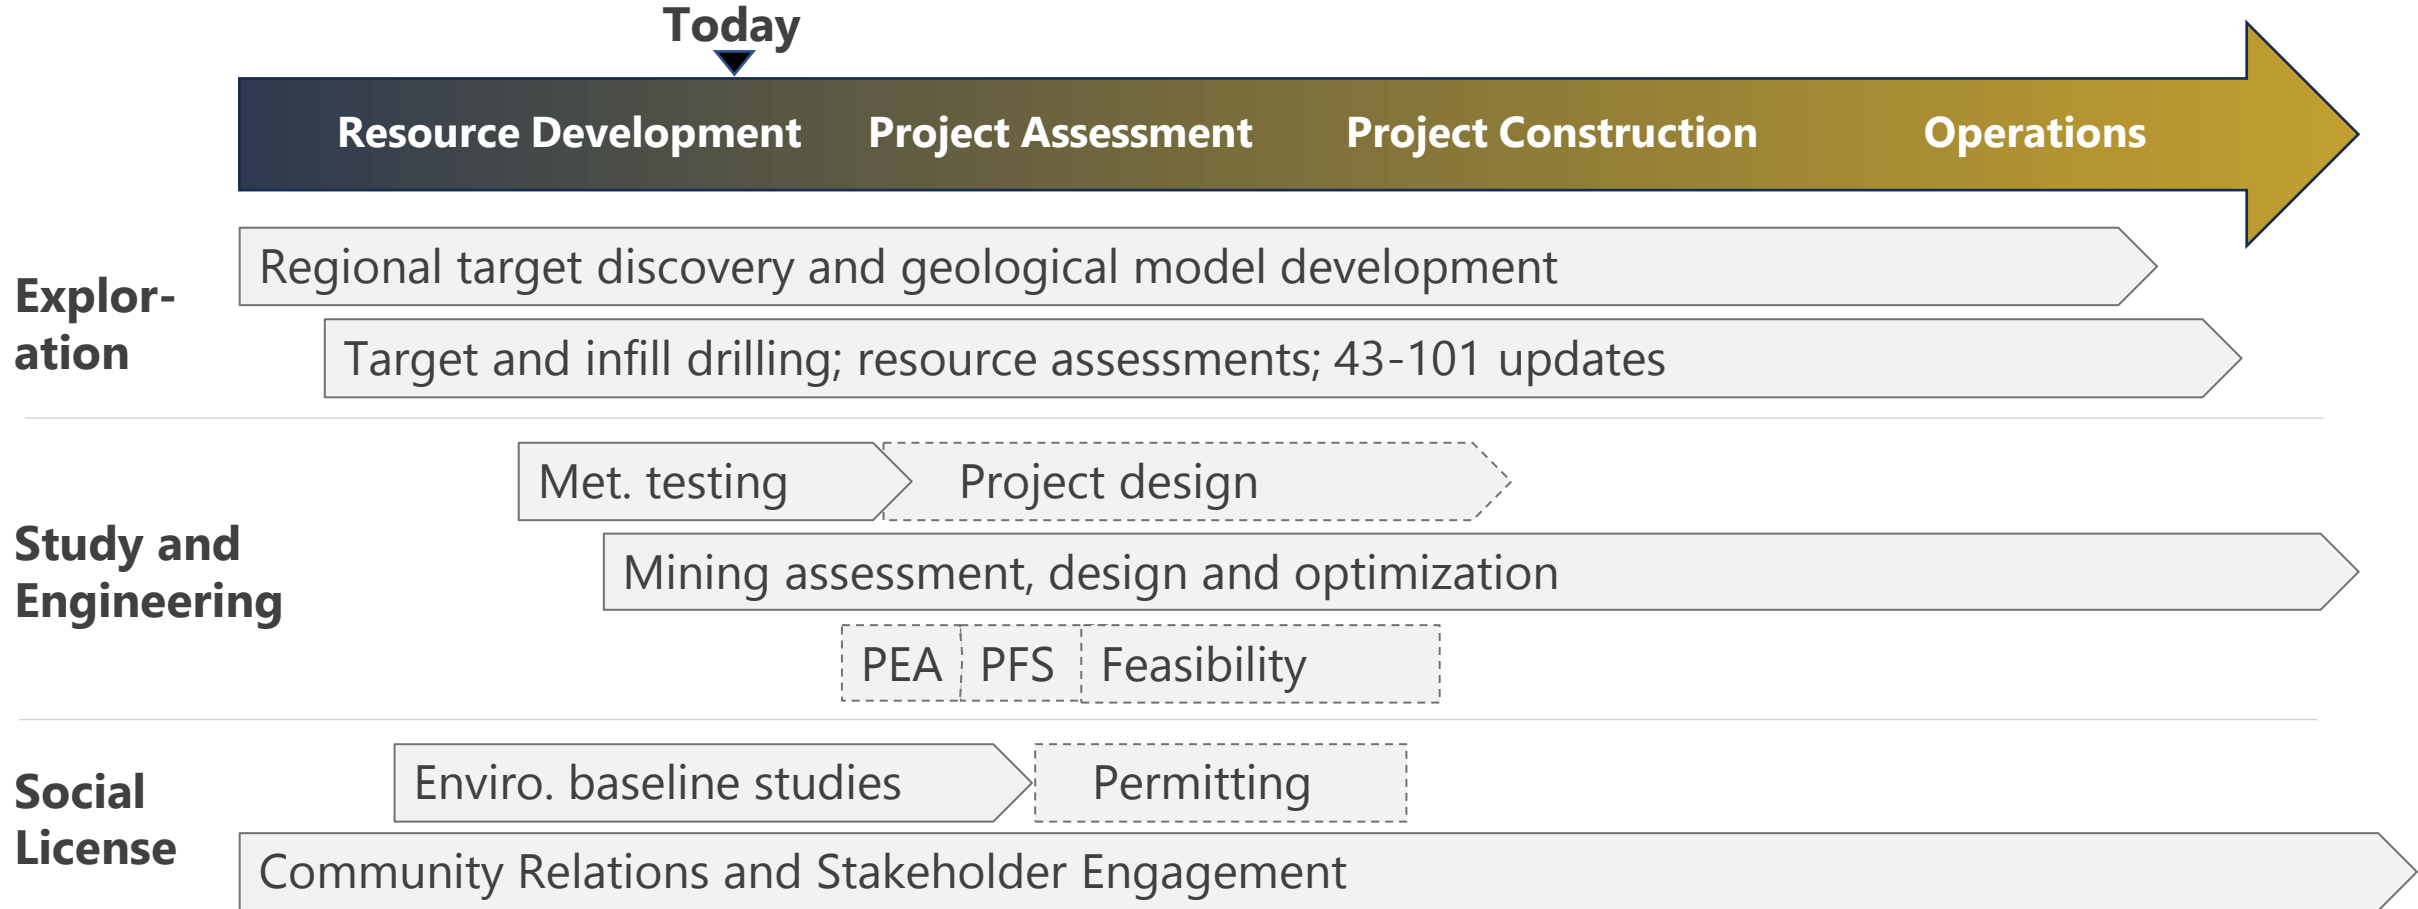 Today
Resource Development Project Assessment Project Construction Operations
Regional target discovery and geological model development
Explor-
ation
Target and infill drilling; resource assessments; 43-101 updates
Met. testing Project design
Study and
Engineering
Mining assessment, design and optimization
PEA PFS Feasibility
Enviro. baseline studies Permitting
Social
License
Community Relations and Stakeholder Engagement